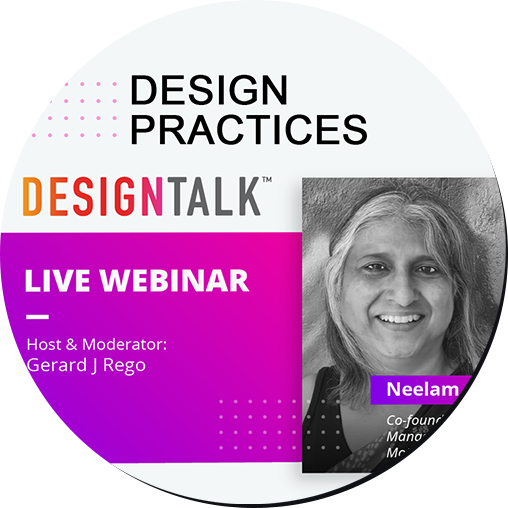 DESIGN
PRACTICES
DESIGNTALK™
LIVE WEBINAR
Host & Moderator:
Gerard J Rego
Neelam